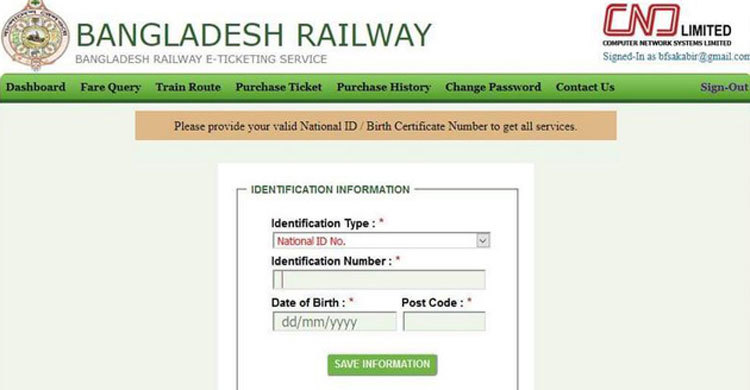 BANGLADESH RAILWAY
BANGLADESH RAILWAY E-TICKETING SERVICE
CNS LIMITED
COMPUTER NETWORK SYSTEMS LIMITED
Signed-In as bfsakabir@gmail.com
Dashboard Fare Query Train Route Purchase Ticket Purchase History Change Password Contact Us Sign-Out
Please provide your valid National ID / Birth Certificate Number to get all services.
IDENTIFICATION INFORMATION
Identification Type : *
National ID No.
Identification Number : *
Date of Birth : * Post Code : *
dd/mm/yyyy
SAVE INFORMATION